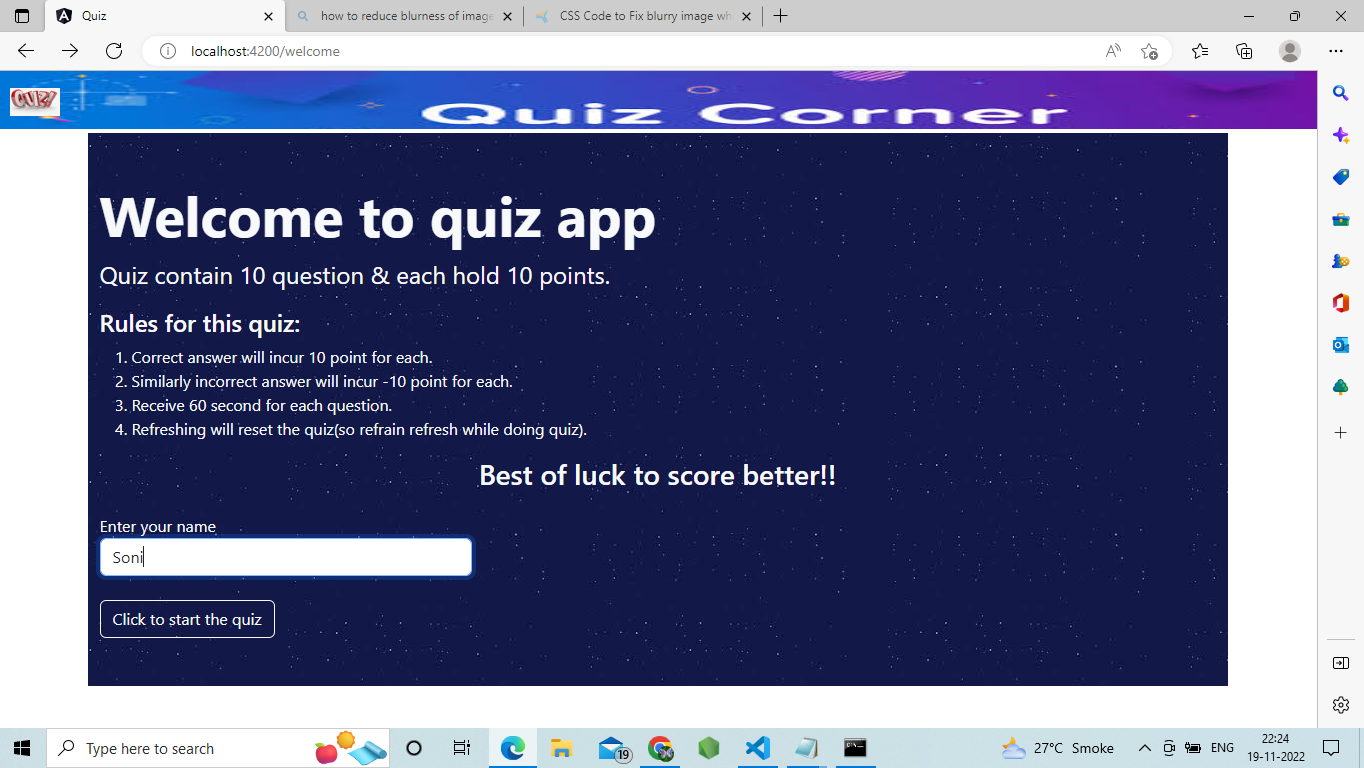 Quiz
how to reduce blurness of image
CSS Code to Fix blurry image wh
localhost:4200/welcome
QUIZ!
Quiz Corner
Welcome to quiz app
Quiz contain 10 question & each hold 10 points.
Rules for this quiz:
1. Correct answer will incur 10 point for each.
2. Similarly incorrect answer will incur -10 point for each.
3. Receive 60 second for each question.
4. Refreshing will reset the quiz(so refrain refresh while doing quiz).
Best of luck to score better!!
Enter your name
Soni
Click to start the quiz
Type here to search
19
27°C Smoke
ENG
22:24
19-11-2022